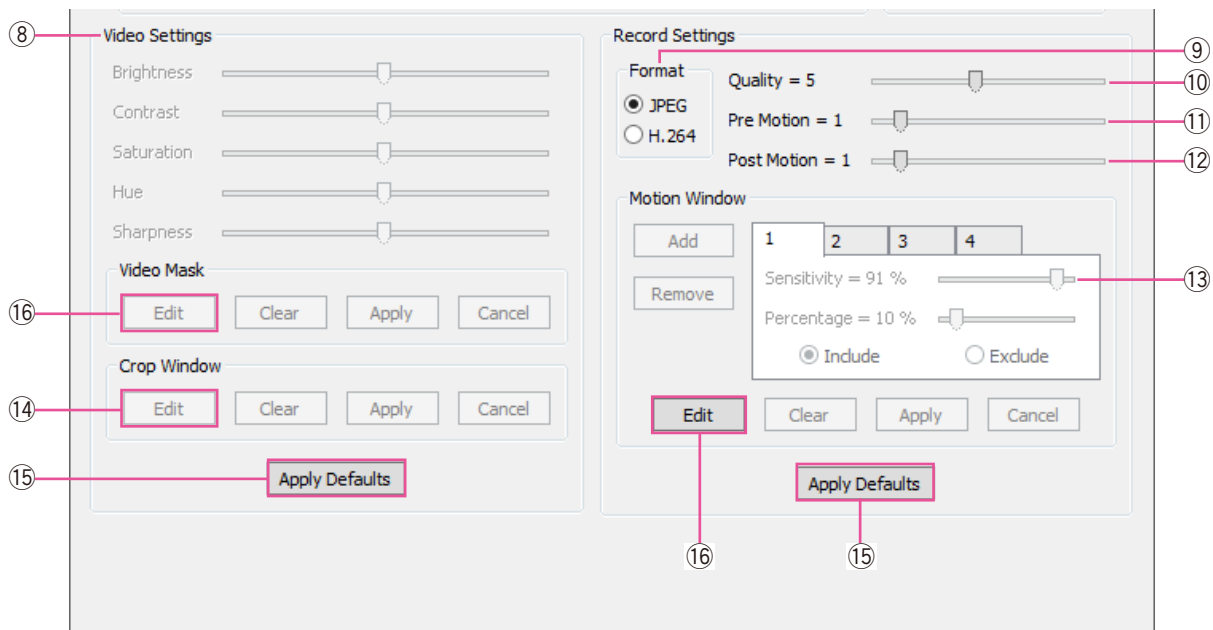 ⑧ Video Settings
Brightness
Contrast
Saturation
Hue
Sharpness
Video Mask
⑯ Edit Clear Apply Cancel
Crop Window
⑭ Edit Clear Apply Cancel
⑮ Apply Defaults
Record Settings
⑨
Format
JPEG
H.264
Quality = 5 ⑩
Pre Motion = 1 ⑪
Post Motion = 1 ⑫
Motion Window
Add
Remove
1 2 3 4
Sensitivity = 91 % ⑬
Percentage = 10 %
Include Exclude
Edit Clear Apply Cancel
Apply Defaults
⑯ ⑮